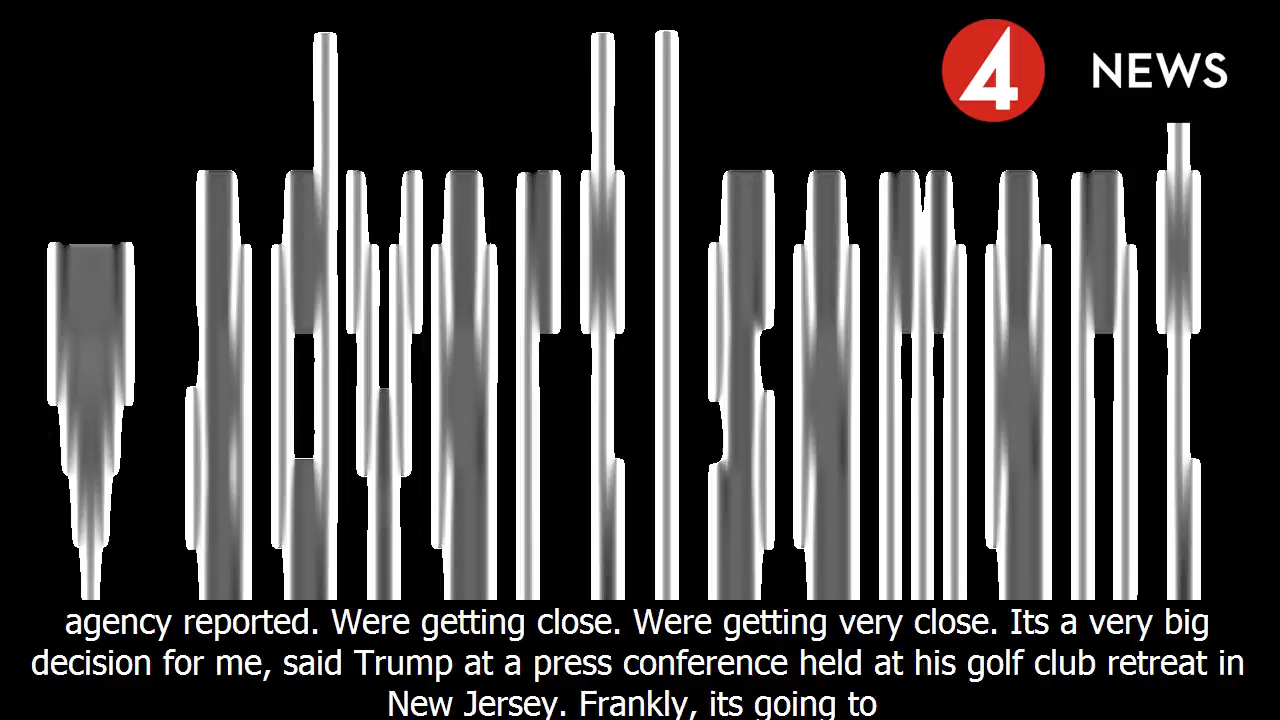 4 NEWS
v advertisement
agency reported. Were getting close. Were getting very close. Its a very big
decision for me, said Trump at a press conference held at his golf club retreat in
New Jersey. Frankly, its going to